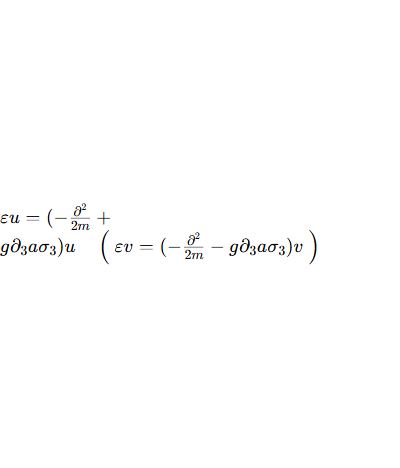 εu = (−∂²/2m +
g∂₃aσ₃)u ( εv = (−∂²/2m − g∂₃aσ₃)v )